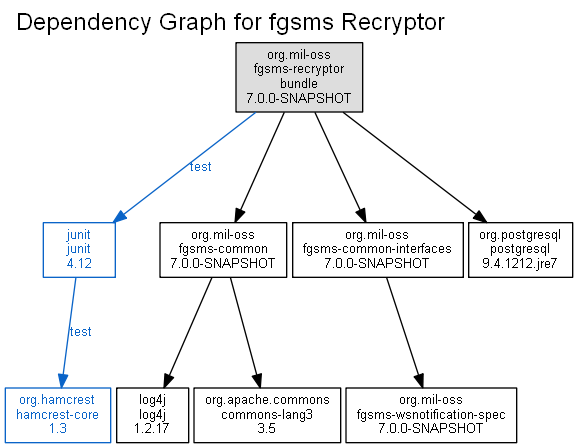 Dependency Graph for fgsms Recryptor
org.mil-oss
fgsms-recryptor
bundle
7.0.0-SNAPSHOT
test
junit
junit
4.12
org.mil-oss
fgsms-common
7.0.0-SNAPSHOT
org.mil-oss
fgsms-common-interfaces
7.0.0-SNAPSHOT
org.postgresql
postgresql
9.4.1212.jre7
test
org.hamcrest
hamcrest-core
1.3
log4j
log4j
1.2.17
org.apache.commons
commons-lang3
3.5
org.mil-oss
fgsms-wsnotification-spec
7.0.0-SNAPSHOT